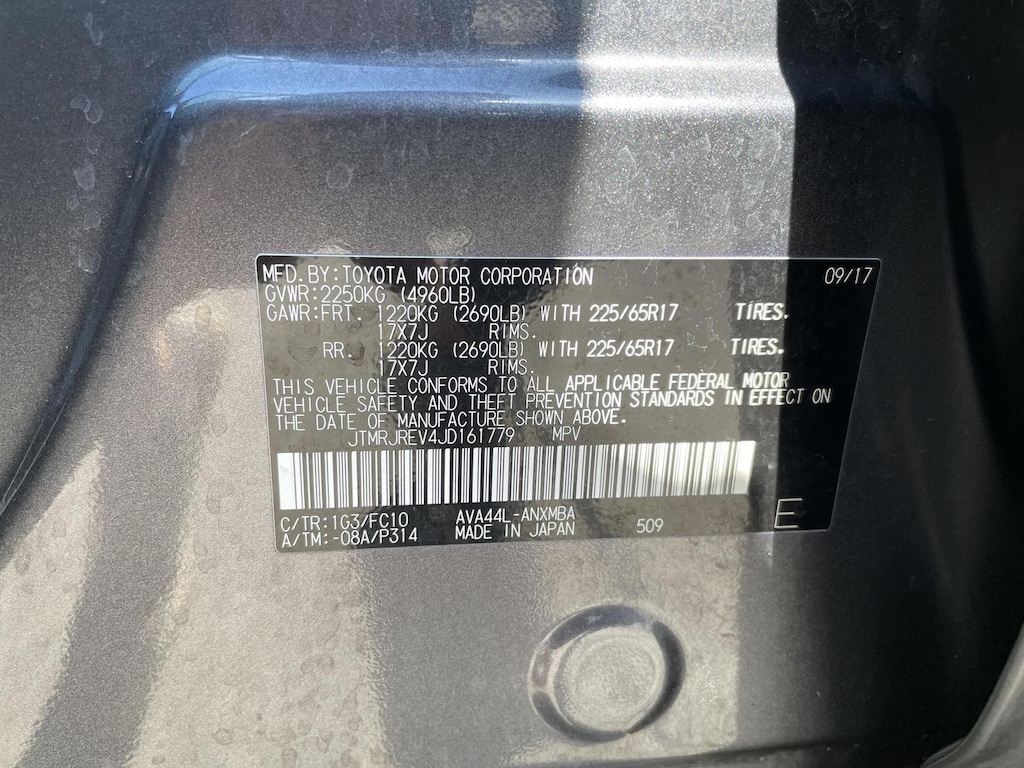 MFD.BY:TOYOTA MOTOR CORPORATION 09/17
GVWR:2250KG (4960LB)
GAWR:FRT. 1220KG (2690LB) WITH 225/65R17 TIRES.
17X7J RIMS.
RR. 1220KG (2690LB) WITH 225/65R17 TIRES.
17X7J RIMS.
THIS VEHICLE CONFORMS TO ALL APPLICABLE FEDERAL MOTOR
VEHICLE SAFETY AND THEFT PREVENTION STANDARDS IN EFFECT ON
THE DATE OF MANUFACTURE SHOWN ABOVE.
JTMRJREV4JD161779 MPV
C/TR:1G3/FC10 AVA44L-ANXMBA
A/TM:-08A/P314 MADE IN JAPAN 509 E